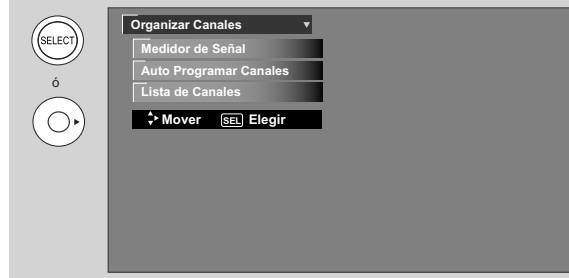 SELECT
ó
Organizar Canales
Medidor de Señal
Auto Programar Canales
Lista de Canales
Mover SEL Elegir